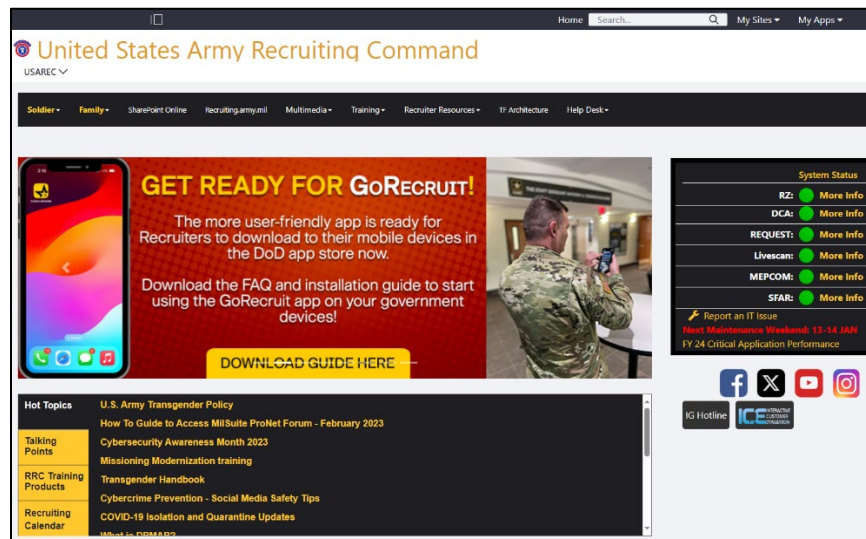 Home Search... My Sites My Apps
United States Army Recruiting Command
USAREC
Soldier Family SharePoint Online Recruiting.army.mil Multimedia Training Recruiter Resources TF Architecture Help Desk
GET READY FOR GORECRUIT!
The more user-friendly app is ready for
Recruiters to download to their mobile devices in
the DoD app store now.
Download the FAQ and installation guide to start
using the GoRecruit app on your government
devices!
DOWNLOAD GUIDE HERE
System Status
RZ: More Info
DCA: More Info
REQUEST: More Info
Livescan: More Info
MEPCOM: More Info
SFAR: More Info
Report an IT Issue
Next Maintenance Weekend: 13-14 JAN
FY 24 Critical Application Performance
IG Hotline
ICE INTERACTIVE
CUSTOMER
EVALUATION
Hot Topics
Talking
Points
RRC Training
Products
Recruiting
Calendar
U.S. Army Transgender Policy
How To Guide to Access MilSuite ProNet Forum - February 2023
Cybersecurity Awareness Month 2023
Missioning Modernization training
Transgender Handbook
Cybercrime Prevention - Social Media Safety Tips
COVID-19 Isolation and Quarantine Updates
What is DPMAP?